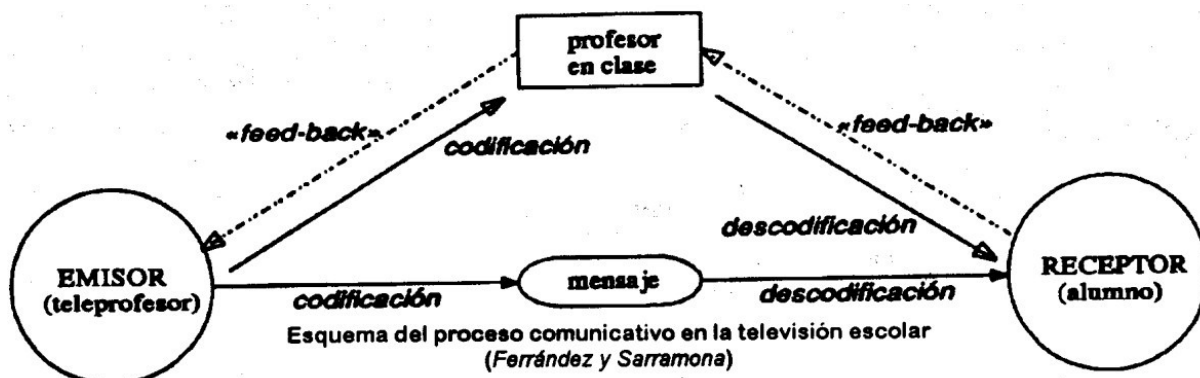 profesor
en clase
«feed-back»
«feed-back»
codificación
descodificación
EMISOR
(teleprofesor)
mensaje
RECEPTOR
(alumno)
codificación
descodificación
Esquema del proceso comunicativo en la televisión escolar
(Ferrández y Sarramona)